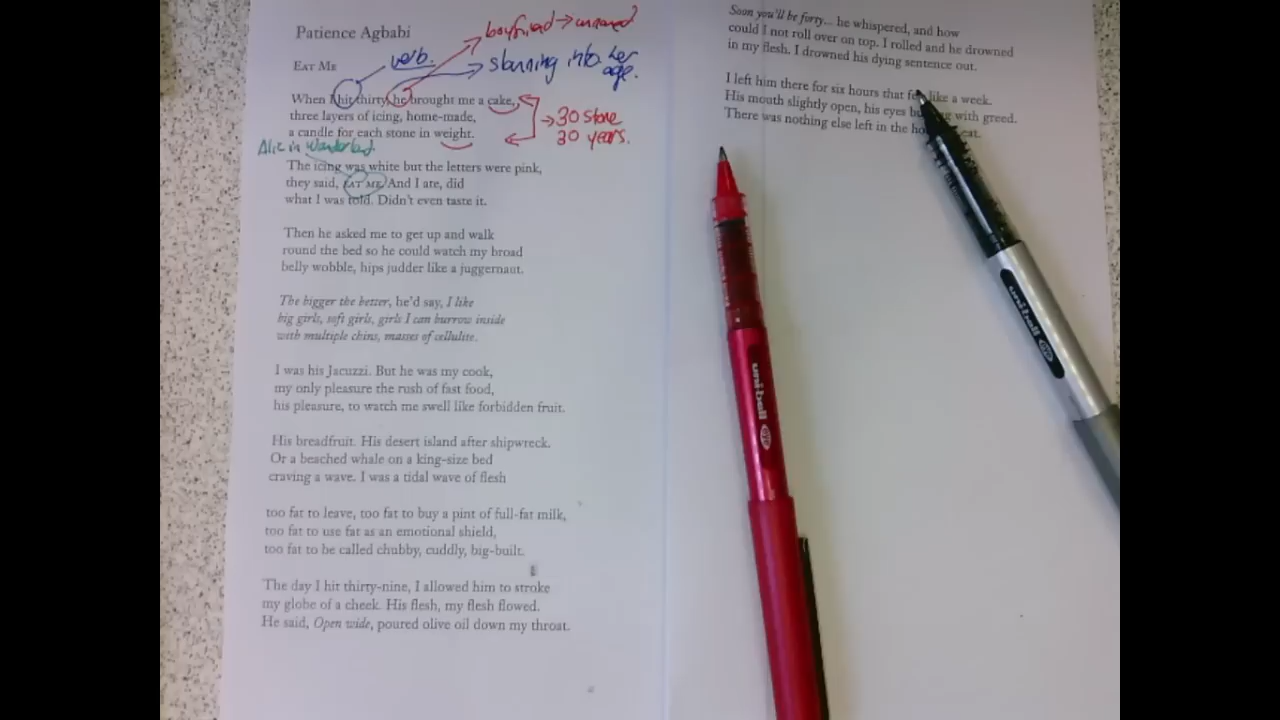 Patience Agbabi
boyfriend → unnamed
EAT ME
verb.
→ slamming into her
age.
When I hit thirty, he brought me a cake,
three layers of icing, home-made,
a candle for each stone in weight.
→ 30 stone
30 years.
Alice in Wonderland.
The icing was white but the letters were pink,
they said, EAT ME. And I ate, did
what I was told. Didn't even taste it.
Then he asked me to get up and walk
round the bed so he could watch my broad
belly wobble, hips judder like a juggernaut.
The bigger the better, he'd say, I like
big girls, soft girls, girls I can burrow inside
with multiple chins, masses of cellulite.
I was his Jacuzzi. But he was my cook,
my only pleasure the rush of fast food,
his pleasure, to watch me swell like forbidden fruit.
His breadfruit. His desert island after shipwreck.
Or a beached whale on a king-size bed
craving a wave. I was a tidal wave of flesh
too fat to leave, too fat to buy a pint of full-fat milk,
too fat to use fat as an emotional shield,
too fat to be called chubby, cuddly, big-built.
The day I hit thirty-nine, I allowed him to stroke
my globe of a cheek. His flesh, my flesh flowed.
He said, Open wide, poured olive oil down my throat.
Soon you'll be forty... he whispered, and how
could I not roll over on top. I rolled and he drowned
in my flesh. I drowned his dying sentence out.
I left him there for six hours that like a week.
His mouth slightly open, his eyes with greed.
There was nothing else left in the
uni-ball
eye
uni-ball
eye